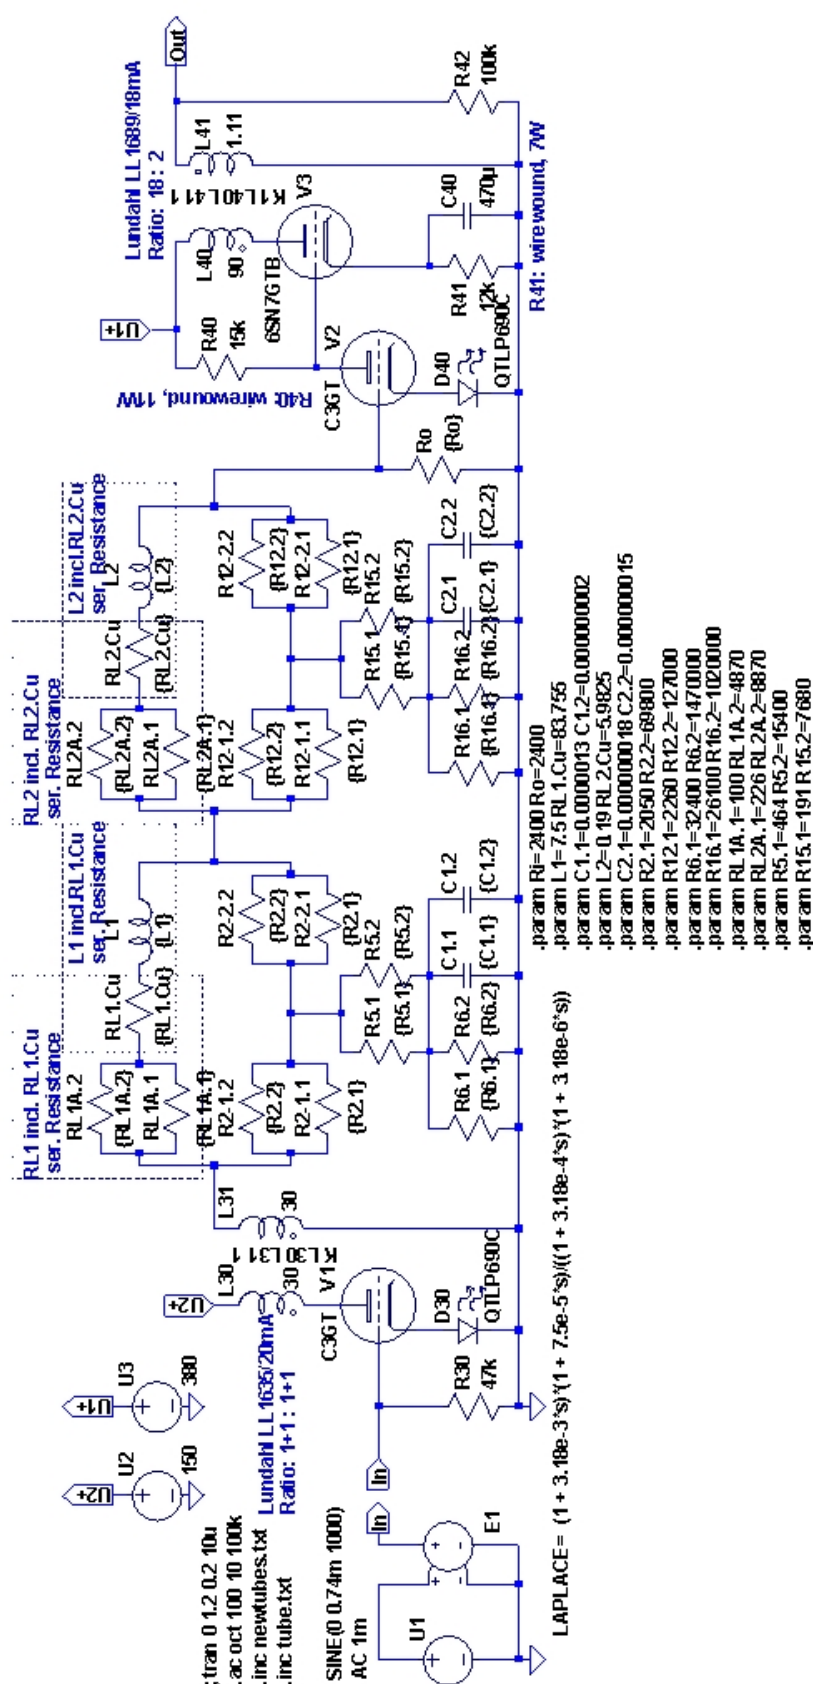 ;tran 0 1.2 0.2 10u
.ac oct 100 10 100k
.inc newtubes.txt
.inc tube.txt
SINE(0 0.74m 1000)
AC 1m
U1
E1
In
In
LAPLACE= (1 + 3.18e-3*s)*(1 + 7.5e-5*s)/((1 + 3.18e-4*s)*(1 + 3.18e-6*s))
U2+
U2
150
U1+
U3
380
Lundahl LL1635/20mA
Ratio: 1+1 : 1+1
U2+
L30
30
L31
30
K L30 L31 1
V1
C3GT
R30
47k
D30
QTLP690C
RL1 incl. RL1.Cu
ser. Resistance
L1 incl.RL1.Cu
ser. Resistance
RL1A.2
{RL1A.2}
RL1A.1
{RL1A.1}
RL1.Cu
{RL1.Cu}
L1
{L1}
R2-1.2
{R2.2}
R2-1.1
{R2.1}
R2-2.2
{R2.2}
R2-2.1
{R2.1}
R5.1
{R5.1}
R5.2
{R5.2}
R6.1
{R6.1}
R6.2
{R6.2}
C1.1
{C1.1}
C1.2
{C1.2}
RL2 incl. RL2.Cu
ser. Resistance
L2 incl.RL2.Cu
ser. Resistance
RL2A.2
{RL2A.2}
RL2A.1
{RL2A.1}
RL2.Cu
{RL2.Cu}
L2
{L2}
R12-1.2
{R12.2}
R12-1.1
{R12.1}
R12-2.2
{R12.2}
R12-2.1
{R12.1}
R15.1
{R15.1}
R15.2
{R15.2}
R16.1
{R16.1}
R16.2
{R16.2}
C2.1
{C2.1}
C2.2
{C2.2}
Ro
{Ro}
R40: wirewound, 11W
U1+
R40
15k
V2
C3GT
D40
QTLP690C
Lundahl LL1689/18mA
Ratio: 18 : 2
L40
90
L41
1.11
K1 L40 L41 1
6SN7GTB
V3
R41
12k
C40
470µ
R41: wirewound, 7W
R42
100k
Out
.param Ri=2400 Ro=2400
.param L1=7.5 RL1.Cu=83.755
.param C1.1=0.0000013 C1.2=0.000000002
.param L2=0.19 RL2.Cu=5.9825
.param C2.1=0.000000018 C2.2=0.000000015
.param R2.1=2050 R2.2=69800
.param R12.1=2260 R12.2=127000
.param R6.1=32400 R6.2=1470000
.param R16.1=26100 R16.2=1020000
.param RL1A.1=100 RL1A.2=4870
.param RL2A.1=226 RL2A.2=8870
.param R5.1=464 R5.2=15400
.param R15.1=191 R15.2=7680